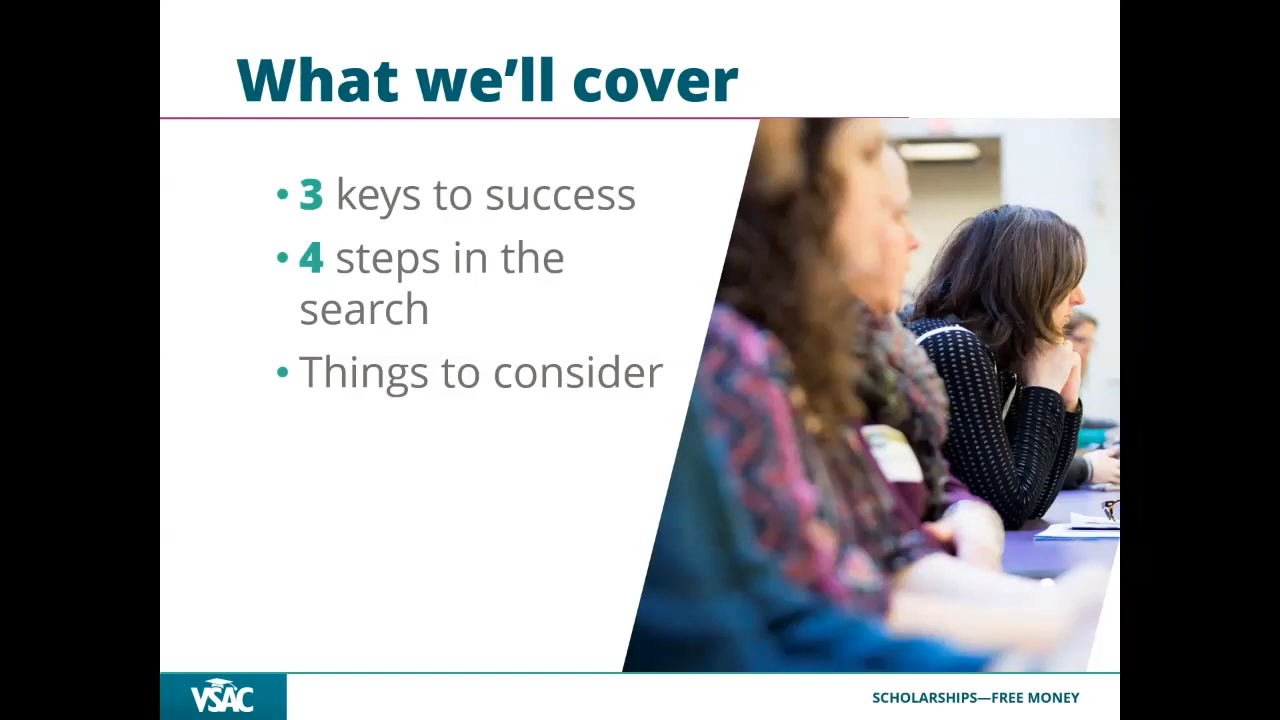 What we'll cover
• 3 keys to success
• 4 steps in the
search
• Things to consider
VSAC
SCHOLARSHIPS—FREE MONEY